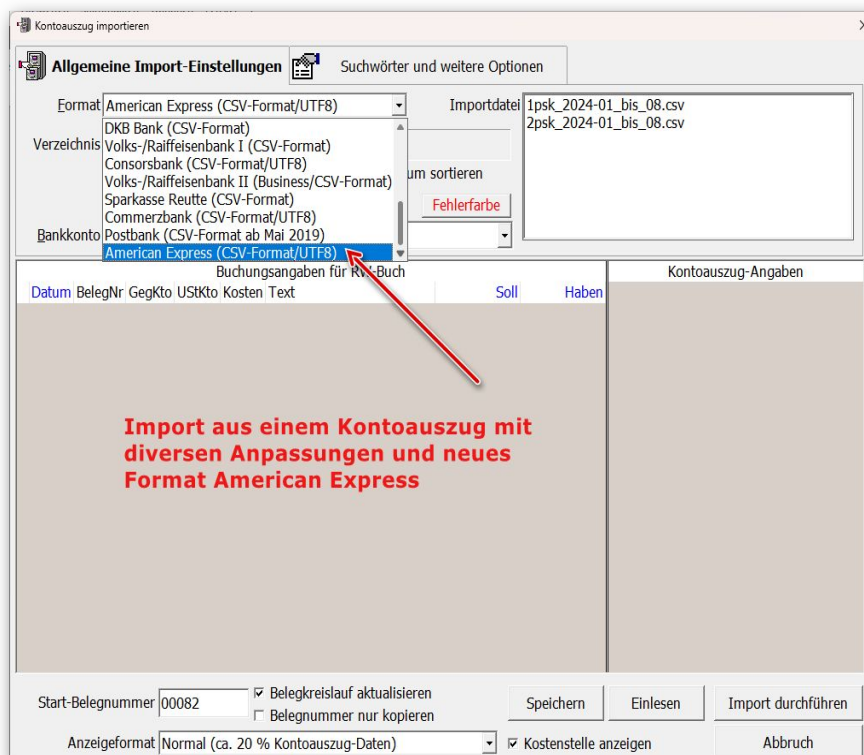 Kontoauszug importieren
Allgemeine Import-Einstellungen
Suchwörter und weitere Optionen
Format American Express (CSV-Format/UTF8)
Importdatei 1psk_2024-01_bis_08.csv
2psk_2024-01_bis_08.csv
DKB Bank (CSV-Format)
Verzeichnis
Volks-/Raiffeisenbank I (CSV-Format)
Consorsbank (CSV-Format/UTF8)
Volks-/Raiffeisenbank II (Business/CSV-Format)
um sortieren
Sparkasse Reutte (CSV-Format)
Fehlerfarbe
Commerzbank (CSV-Format/UTF8)
Bankkonto
Postbank (CSV-Format ab Mai 2019)
American Express (CSV-Format/UTF8)
Buchungsangaben für RW-Buch
Kontoauszug-Angaben
Datum BelegNr GegKto UStKto Kosten Text Soll Haben
Import aus einem Kontoauszug mit
diversen Anpassungen und neues
Format American Express
Start-Belegnummer 00082
Belegkreislauf aktualisieren
Belegnummer nur kopieren
Speichern
Einlesen
Import durchführen
Anzeigeformat Normal (ca. 20 % Kontoauszug-Daten)
Kostenstelle anzeigen
Abbruch